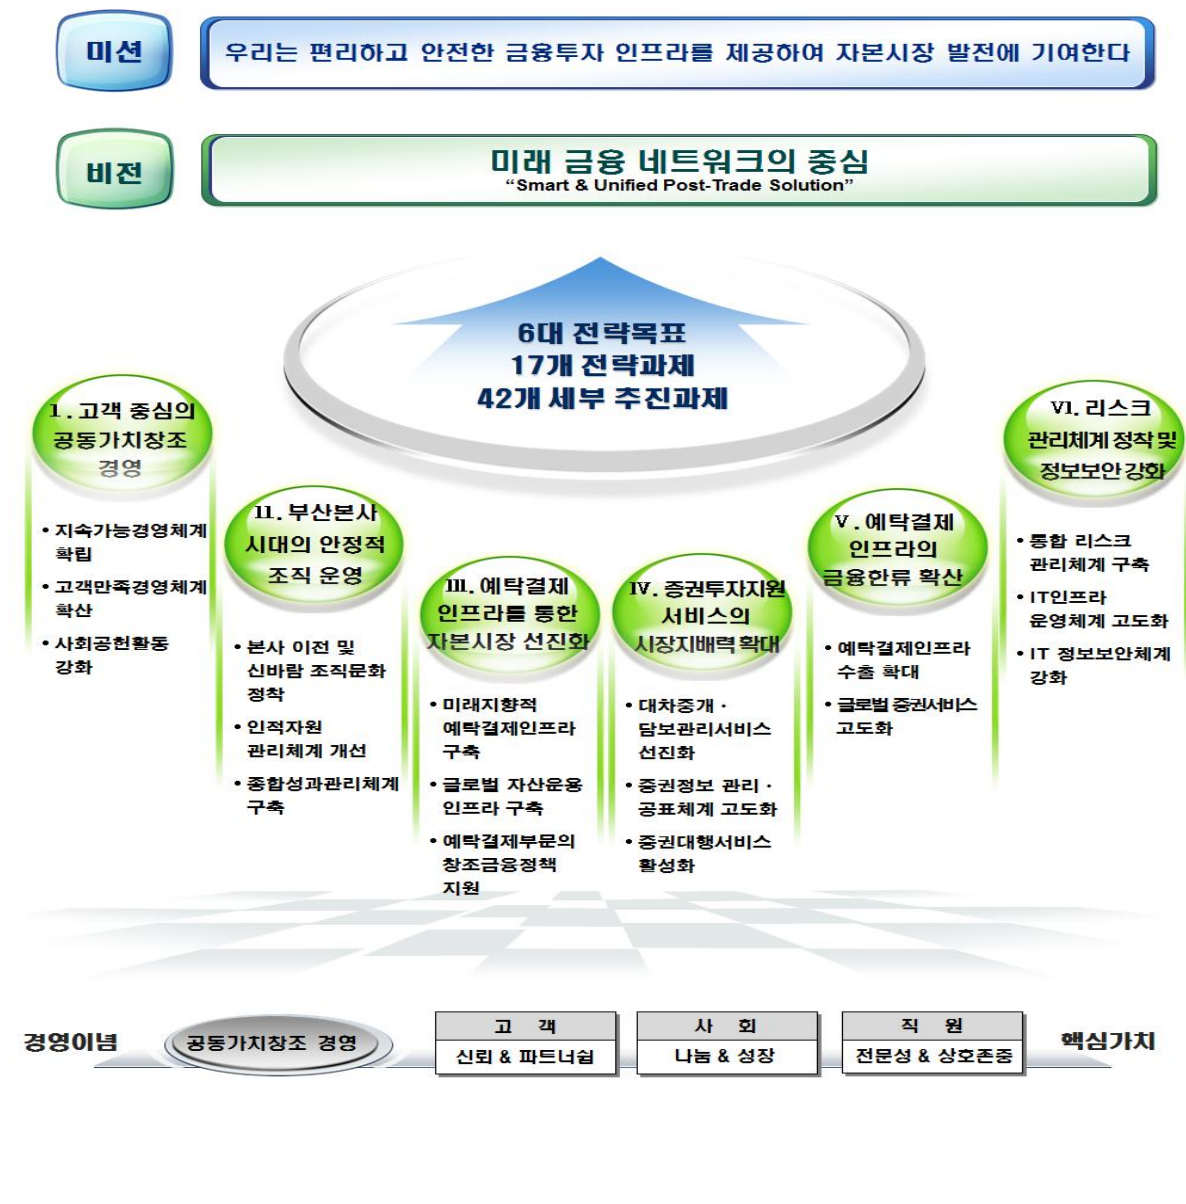 미션
우리는 편리하고 안전한 금융투자 인프라를 제공하여 자본시장 발전에 기여한다
비전
미래 금융 네트워크의 중심
“Smart & Unified Post-Trade Solution”
6대 전략목표
17개 전략과제
42개 세부 추진과제
I . 고객 중심의
공동가치창조
경영
• 지속가능경영체계
확립
• 고객만족경영체계
확산
• 사회공헌활동
강화
II . 부산본사
시대의 안정적
조직 운영
• 본사 이전 및
신바람 조직문화
정착
• 인적자원
관리체계 개선
• 종합성과관리체계
구축
III . 예탁결제
인프라를 통한
자본시장 선진화
• 미래지향적
예탁결제인프라
구축
• 글로벌 자산운용
인프라 구축
• 예탁결제부문의
창조금융정책
지원
IV . 증권투자지원
서비스의
시장지배력 확대
• 대차중개 ·
담보관리서비스
선진화
• 증권정보 관리 ·
공표체계 고도화
• 증권대행서비스
활성화
V . 예탁결제
인프라의
금융한류 확산
• 예탁결제인프라
수출 확대
• 글로벌 증권서비스
고도화
VI. 리스크
관리체계 정착 및
정보보안 강화
• 통합 리스크
관리체계 구축
• IT인프라
운영체계 고도화
• IT 정보보안체계
강화
경영이념
공동가치창조 경영
고 객
신뢰 & 파트너쉽
사 회
나눔 & 성장
직 원
전문성 & 상호존중
핵심가치